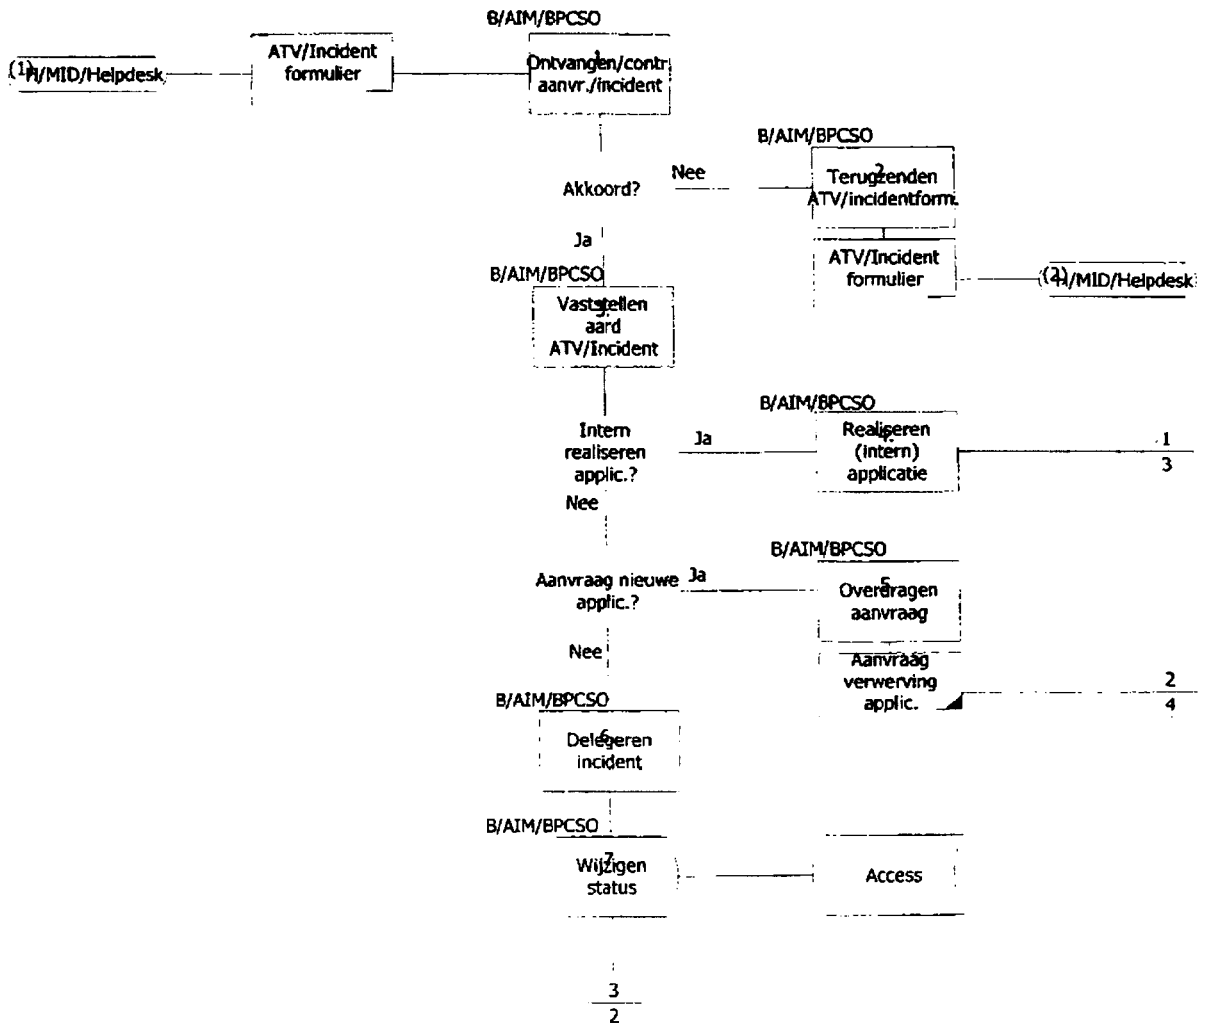 B/AIM/BPCSO
(1)
H/MID/Helpdesk
ATV/Incident
formulier
1
Ontvangen/contr.
aanvr./incident
B/AIM/BPCSO
2
Terugzenden
ATV/incidentform.
Akkoord?
Nee
Ja
ATV/Incident
formulier
(2)
H/MID/Helpdesk
B/AIM/BPCSO
3.
Vaststellen
aard
ATV/Incident
B/AIM/BPCSO
Intern
realiseren
applic.?
Ja
4.
Realiseren
(intern)
applicatie
1
3
Nee
B/AIM/BPCSO
Aanvraag nieuwe
applic.?
Ja
5
Overdragen
aanvraag
Nee
Aanvraag
verwerving
applic.
2
4
B/AIM/BPCSO
6
Delegeren
incident
B/AIM/BPCSO
7
Wijzigen
status
Access
3
2